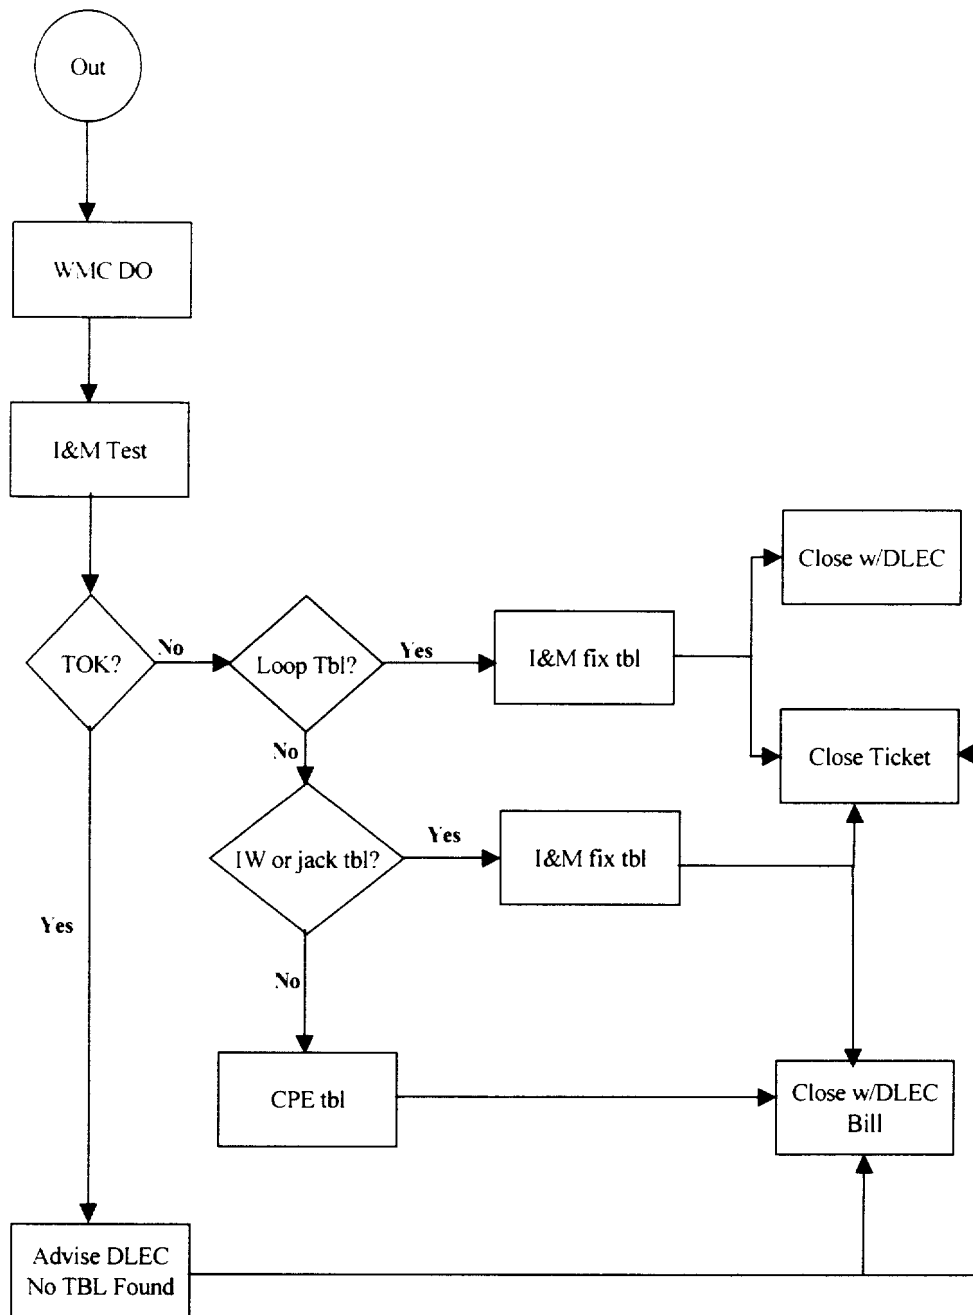 Out
WMC DO
I&M Test
Close w/DLEC
TOK?
No
Loop Tbl?
Yes
I&M fix tbl
Close Ticket
No
IW or jack tbl?
Yes
I&M fix tbl
Yes
No
CPE tbl
Close w/DLEC
Bill
Advise DLEC
No TBL Found